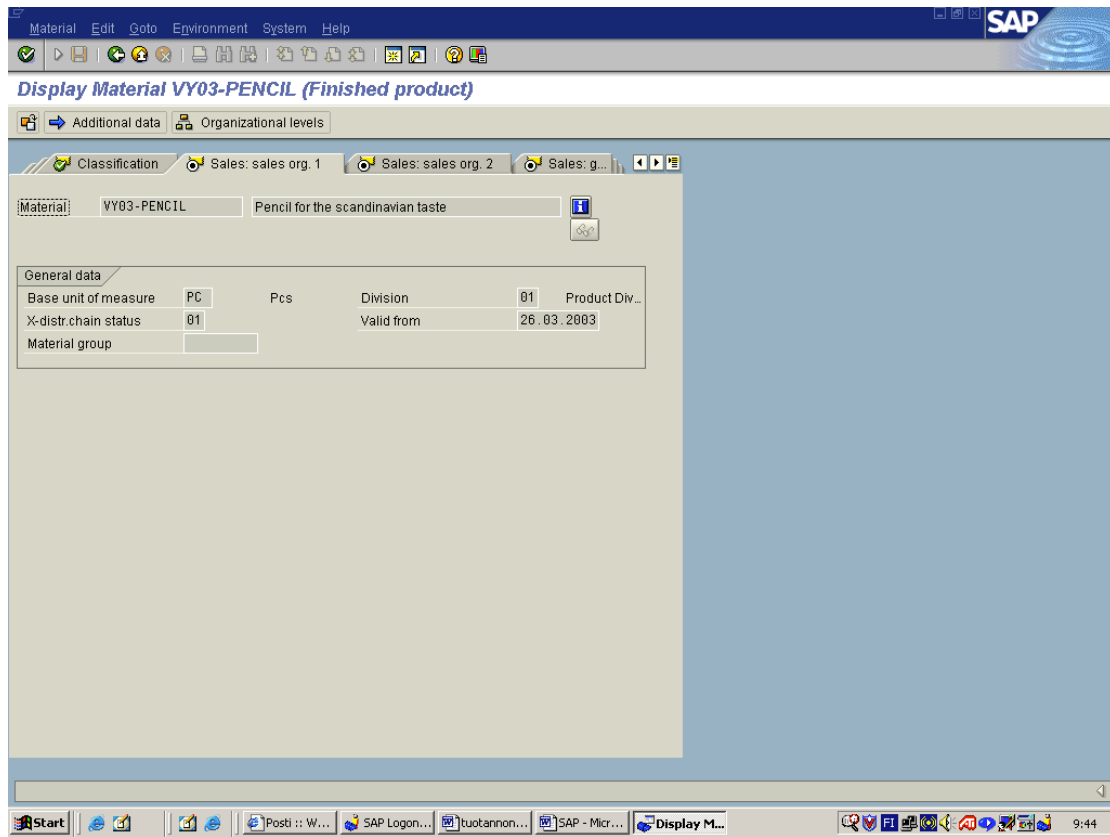 Material Edit Goto Environment System Help
SAP
Display Material VY03-PENCIL (Finished product)
Additional data Organizational levels
Classification Sales: sales org. 1 Sales: sales org. 2 Sales: g...
Material VY03-PENCIL Pencil for the scandinavian taste
General data
Base unit of measure PC Pcs Division 01 Product Div...
X-distr.chain status 01 Valid from 26.03.2003
Material group
Start Posti :: W... SAP Logon... tuotannon... SAP - Micr... Display M... FI 9:44